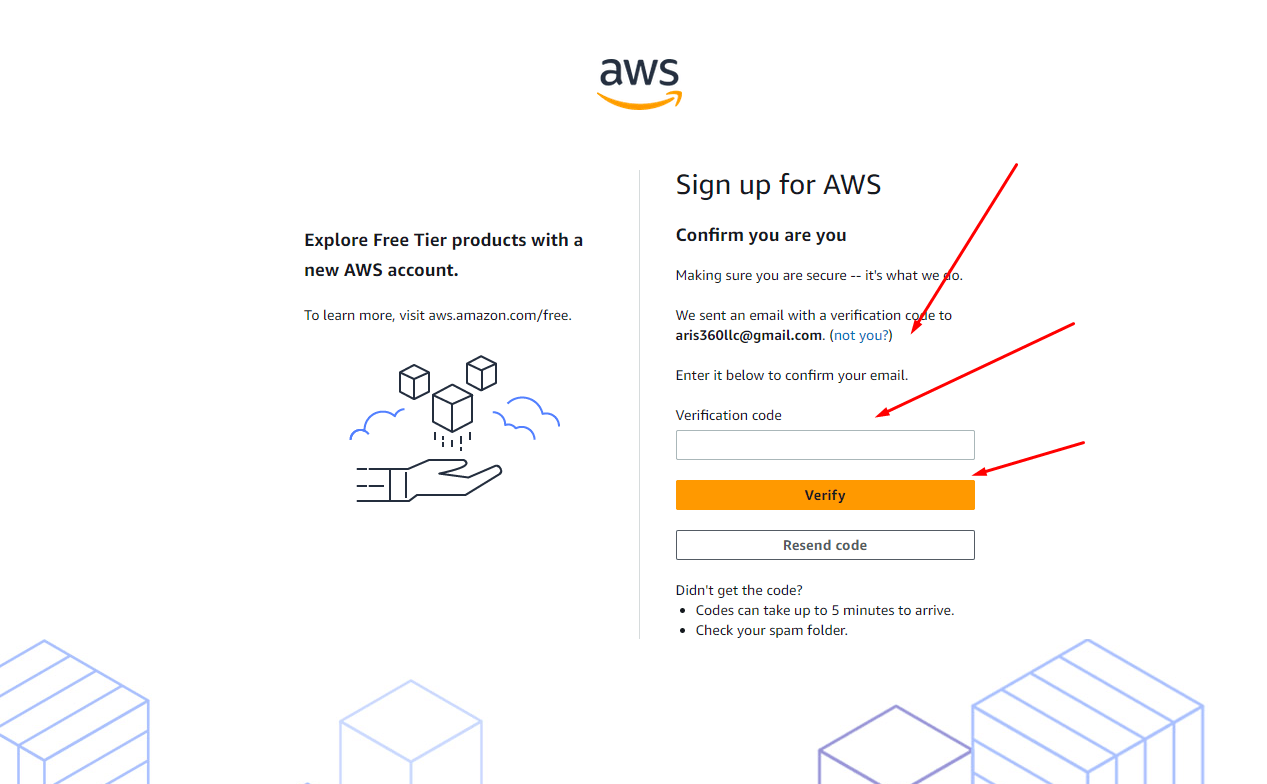 aws
Explore Free Tier products with a
new AWS account.
To learn more, visit aws.amazon.com/free.
Sign up for AWS
Confirm you are you
Making sure you are secure -- it's what we do.
We sent an email with a verification code to
aris360llc@gmail.com. (not you?)
Enter it below to confirm your email.
Verification code
Verify
Resend code
Didn't get the code?
• Codes can take up to 5 minutes to arrive.
• Check your spam folder.